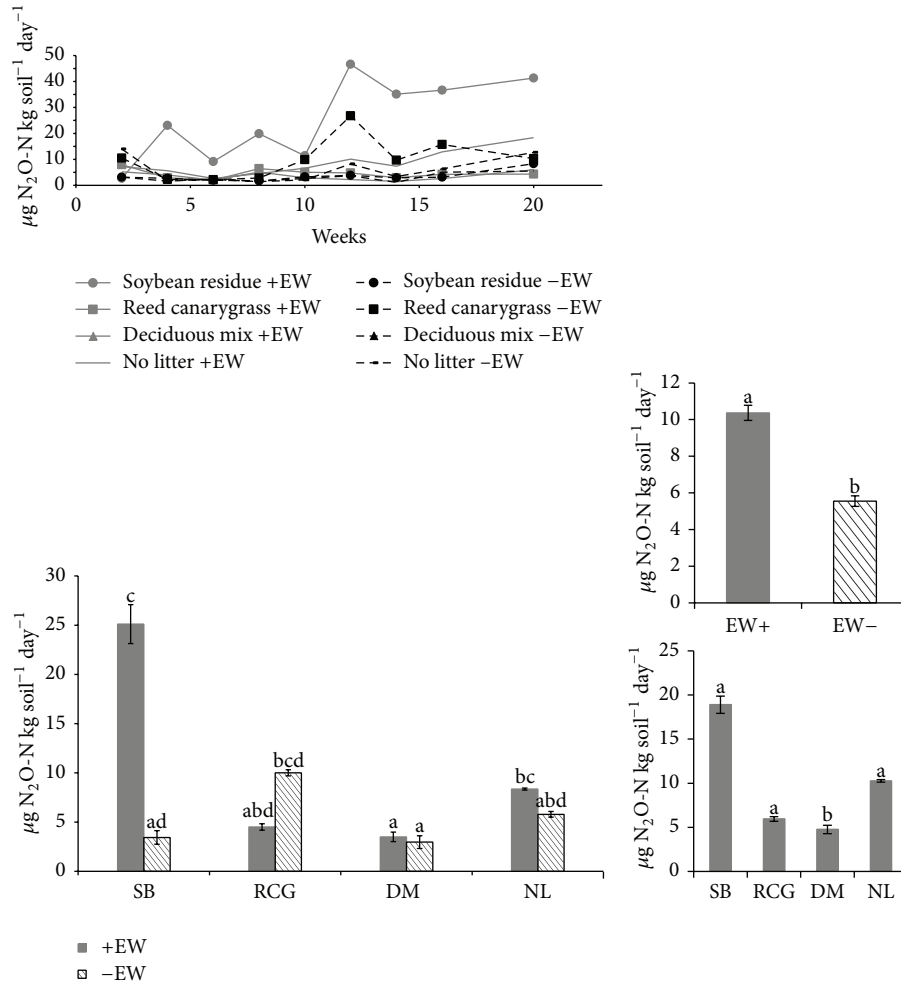 μg N₂O-N kg soil⁻¹ day⁻¹
50
40
30
20
10
0
0 5 10 15 20
Weeks
Soybean residue +EW
Reed canarygrass +EW
Deciduous mix +EW
No litter +EW
Soybean residue −EW
Reed canarygrass −EW
Deciduous mix −EW
No litter −EW
μg N₂O-N kg soil⁻¹ day⁻¹
12
10
8
6
4
2
0
a
b
EW+ EW−
μg N₂O-N kg soil⁻¹ day⁻¹
30
25
20
15
10
5
0
c
ad
abd
bcd
a
a
bc
abd
SB RCG DM NL
+EW
−EW
μg N₂O-N kg soil⁻¹ day⁻¹
25
20
15
10
5
0
a
a
b
a
SB RCG DM NL